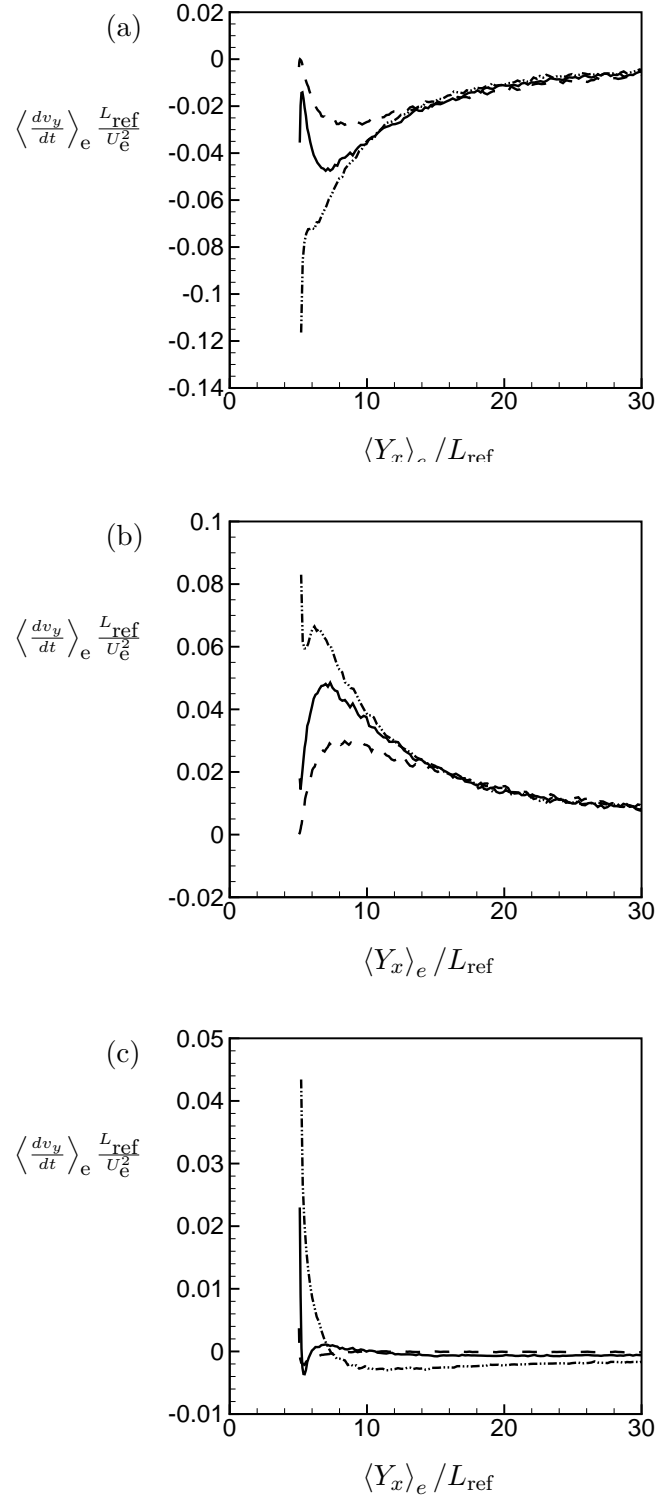 (a)
0.02
0
-0.02
-0.04
-0.06
-0.08
-0.1
-0.12
-0.14
0 10 20 30
⟨dv_y/dt⟩_e L_ref/U_e^2
⟨Y_x⟩_e /L_ref
(b)
0.1
0.08
0.06
0.04
0.02
0
-0.02
0 10 20 30
⟨dv_y/dt⟩_e L_ref/U_e^2
⟨Y_x⟩_e /L_ref
(c)
0.05
0.04
0.03
0.02
0.01
0
-0.01
0 10 20 30
⟨dv_y/dt⟩_e L_ref/U_e^2
⟨Y_x⟩_e /L_ref